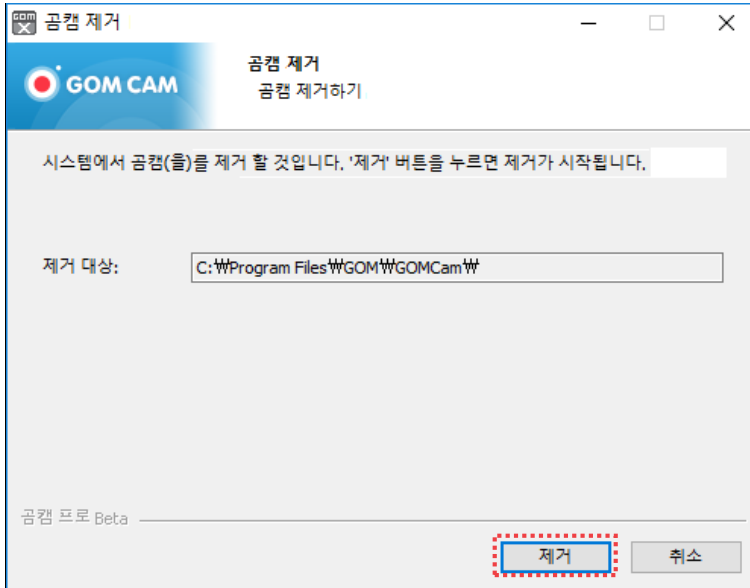 GOM
곰캠 제거
GOM CAM
곰캠 제거
곰캠 제거하기
시스템에서 곰캠(을)를 제거 할 것입니다. '제거' 버튼을 누르면 제거가 시작됩니다.
제거 대상: C:₩Program Files₩GOM₩GOMCam₩
곰캠 프로 Beta
제거 취소